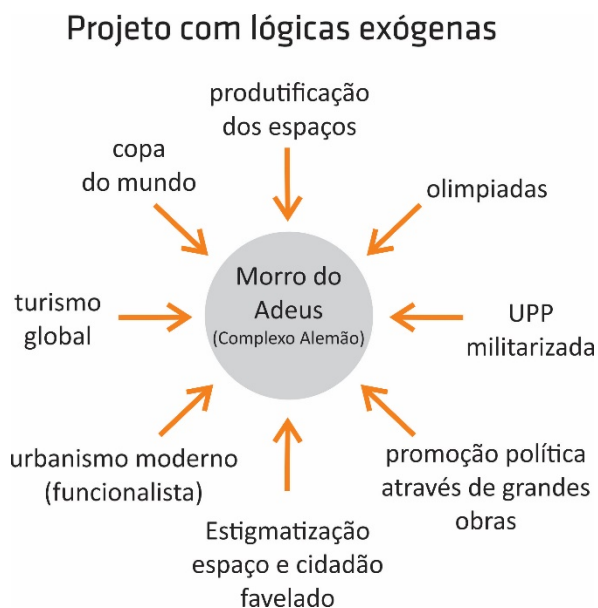 Projeto com lógicas exógenas
produtificação
dos espaços
copa
do mundo
olimpiadas
Morro do
Adeus
(Complexo Alemão)
turismo
global
UPP
militarizada
urbanismo moderno
(funcionalista)
promoção política
através de grandes
obras
Estigmatização
espaço e cidadão
favelado